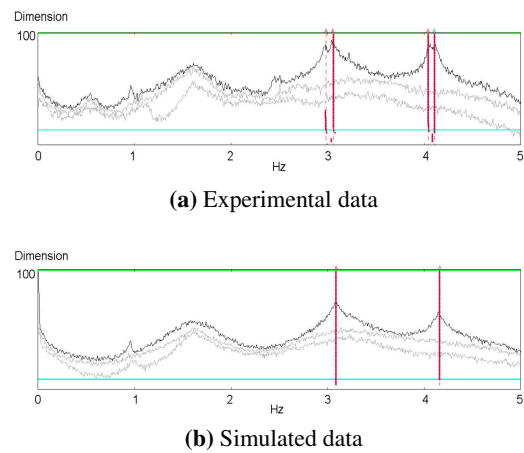 Dimension
100
0 1 2 3 4 5
Hz
(a) Experimental data
Dimension
100
0 1 2 3 4 5
Hz
(b) Simulated data